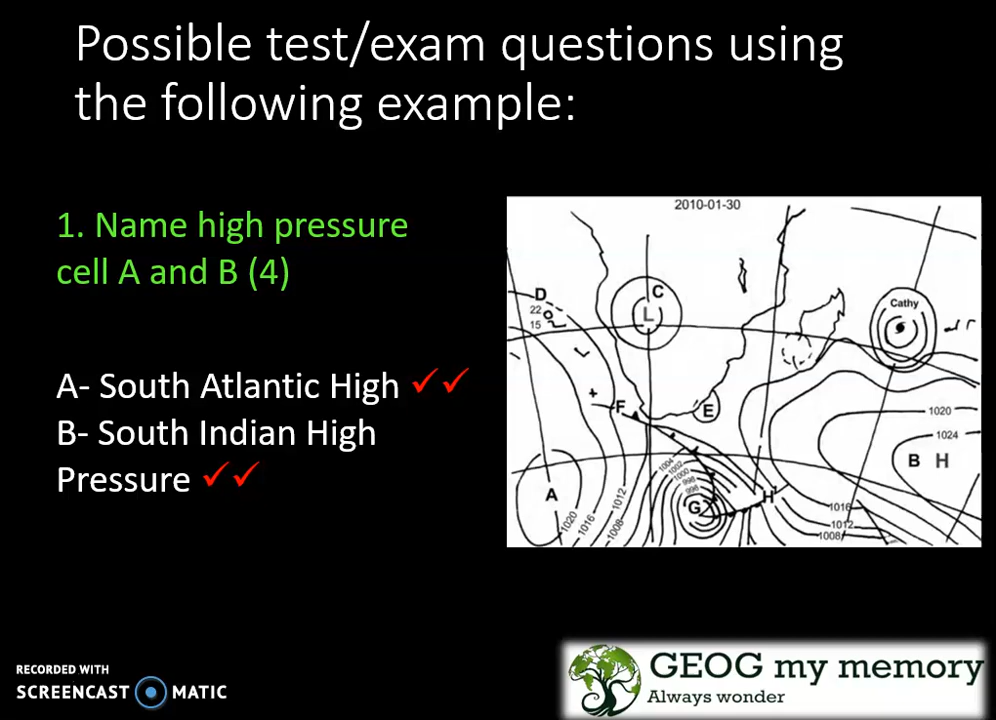 Possible test/exam questions using
the following example:
1. Name high pressure
cell A and B (4)
A- South Atlantic High ✓✓
B- South Indian High
Pressure ✓✓
2010-01-30
D
22
15
C
L
Cathy
F
E
1020
1024
B H
A
1004
1002
1000
998
996
G
H
1020
1016
1012
1008
1016
1012
1008
RECORDED WITH
SCREENCAST MATIC
GEOG my memory
Always wonder